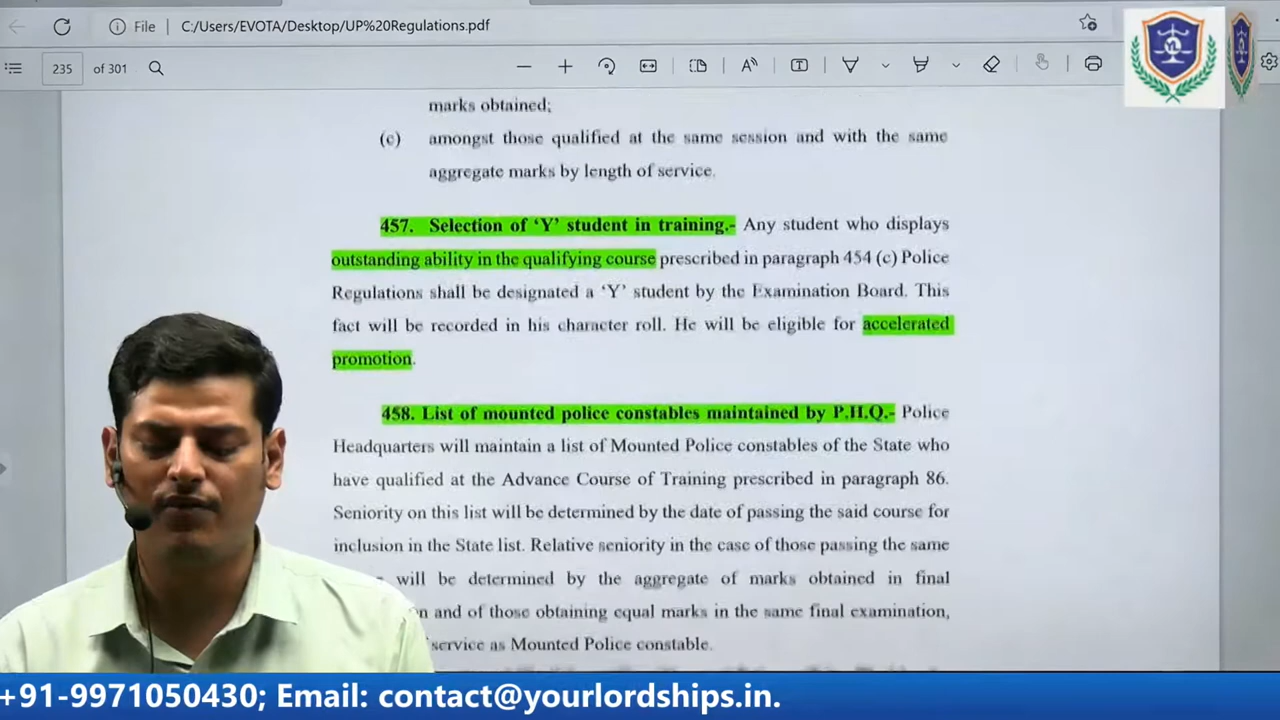 File C:/Users/EVOTA/Desktop/UP%20Regulations.pdf
235 of 301
marks obtained;
(c) amongst those qualified at the same session and with the same
aggregate marks by length of service.
457. Selection of ‘Y’ student in training.- Any student who displays
outstanding ability in the qualifying course prescribed in paragraph 454 (c) Police
Regulations shall be designated a ‘Y’ student by the Examination Board. This
fact will be recorded in his character roll. He will be eligible for accelerated
promotion.
458. List of mounted police constables maintained by P.H.Q.- Police
Headquarters will maintain a list of Mounted Police constables of the State who
have qualified at the Advance Course of Training prescribed in paragraph 86.
Seniority on this list will be determined by the date of passing the said course for
inclusion in the State list. Relative seniority in the case of those passing the same
will be determined by the aggregate of marks obtained in final
and of those obtaining equal marks in the same final examination,
service as Mounted Police constable.
+91-9971050430; Email: contact@yourlordships.in.